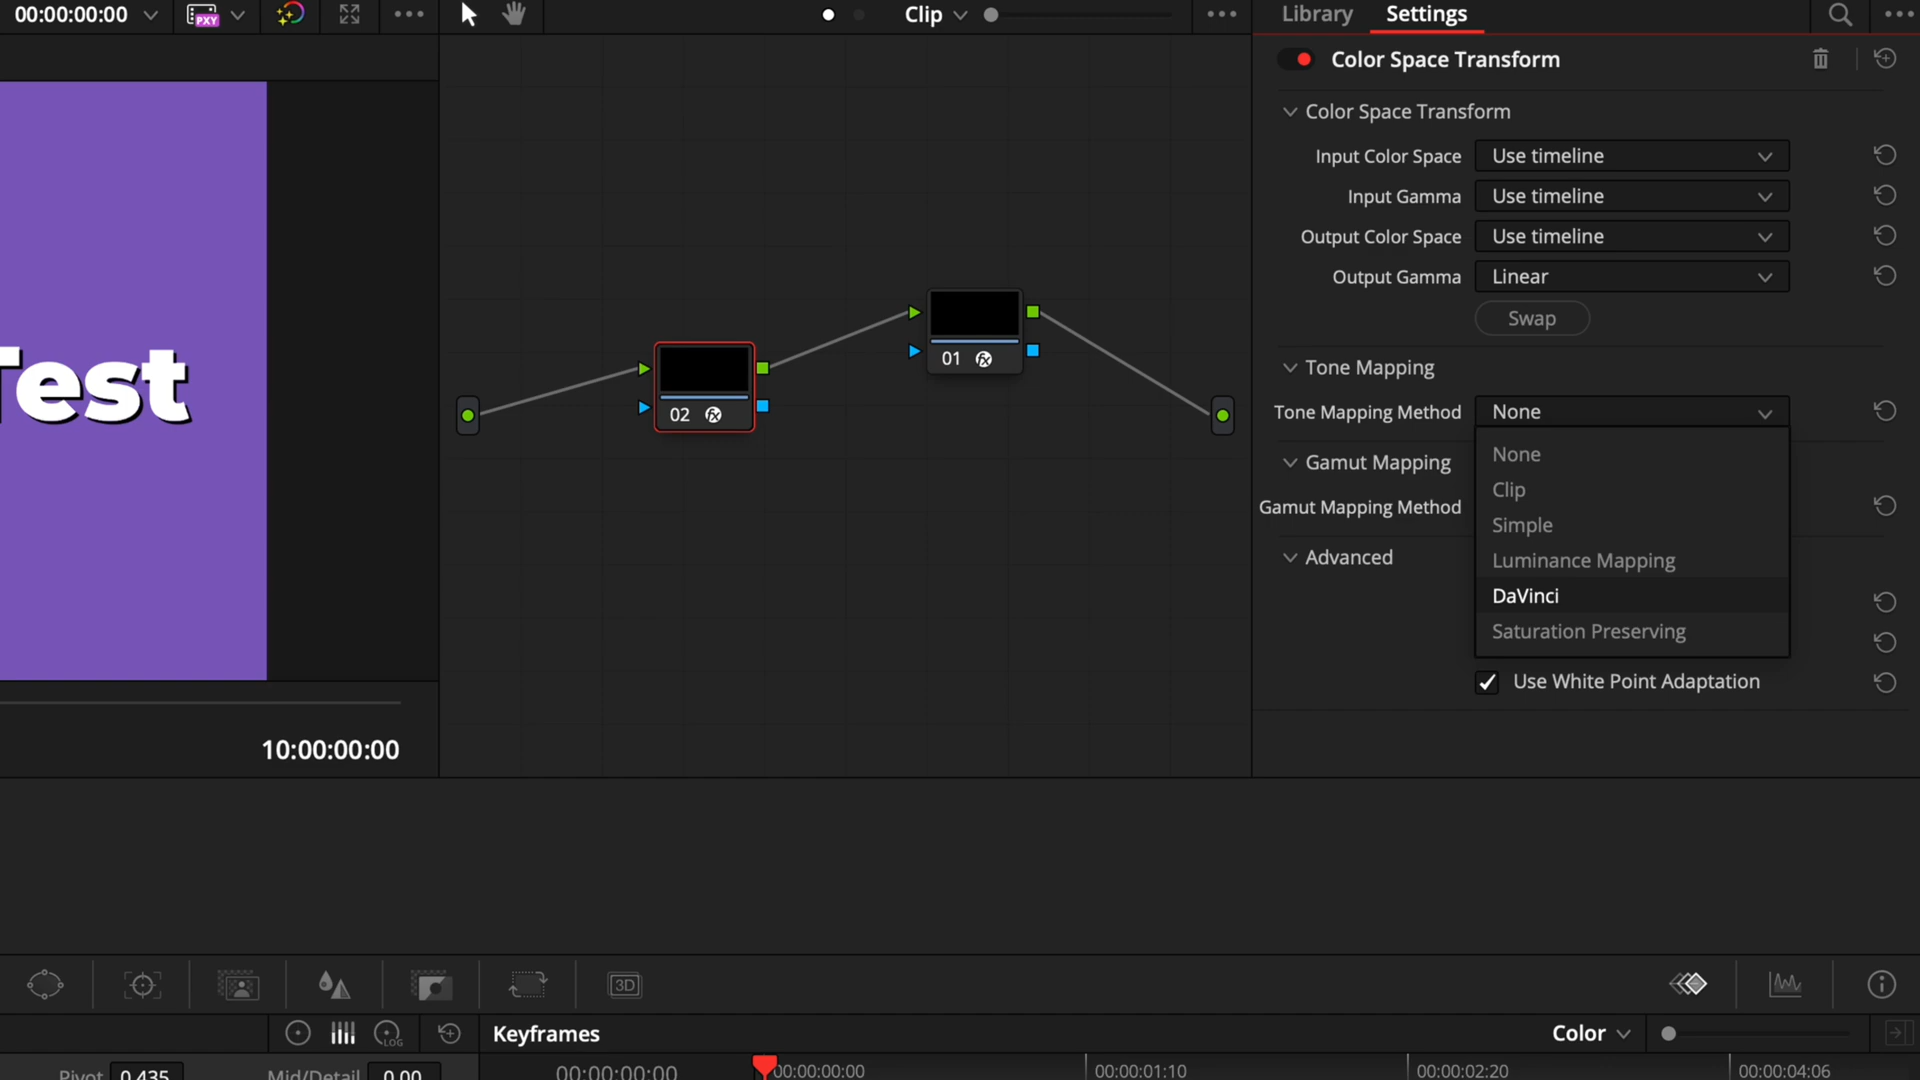 00:00:00:00
PXY
Clip
Library
Settings
Color Space Transform
Color Space Transform
Input Color Space
Use timeline
Input Gamma
Use timeline
Output Color Space
Use timeline
Output Gamma
Linear
Swap
Tone Mapping
Tone Mapping Method
None
None
Clip
Simple
Luminance Mapping
DaVinci
Saturation Preserving
Gamut Mapping
Gamut Mapping Method
Advanced
Use White Point Adaptation
Test
02
fx
01
fx
10:00:00:00
3D
LOG
Keyframes
Color
Pivot
0.435
Mid/Detail
0.00
00:00:00:00
00:00:00:00
00:00:01:10
00:00:02:20
00:00:04:06